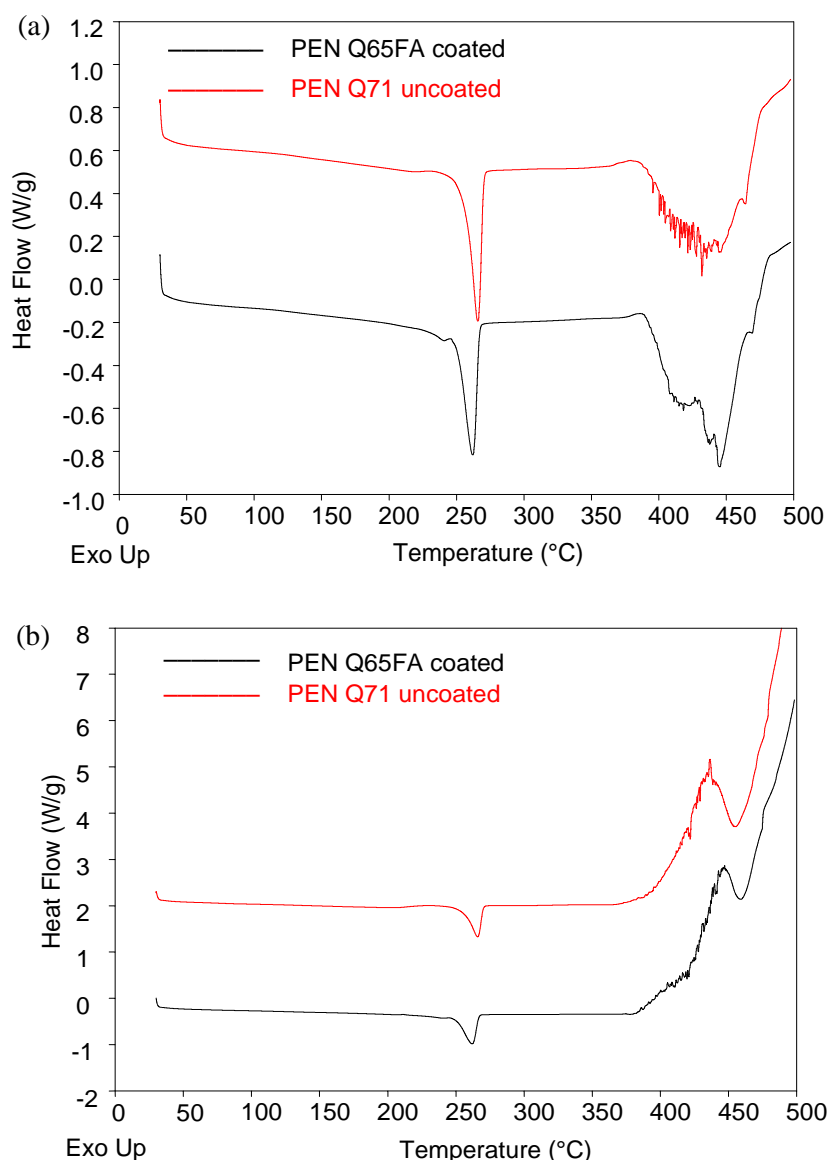 (a)
PEN Q65FA coated
PEN Q71 uncoated
1.2
1.0
0.8
0.6
0.4
0.2
0.0
-0.2
-0.4
-0.6
-0.8
-1.0
Heat Flow (W/g)
0 50 100 150 200 250 300 350 400 450 500
Exo Up
Temperature (°C)
(b)
PEN Q65FA coated
PEN Q71 uncoated
8
7
6
5
4
3
2
1
0
-1
-2
Heat Flow (W/g)
0 50 100 150 200 250 300 350 400 450 500
Exo Up
Temperature (°C)